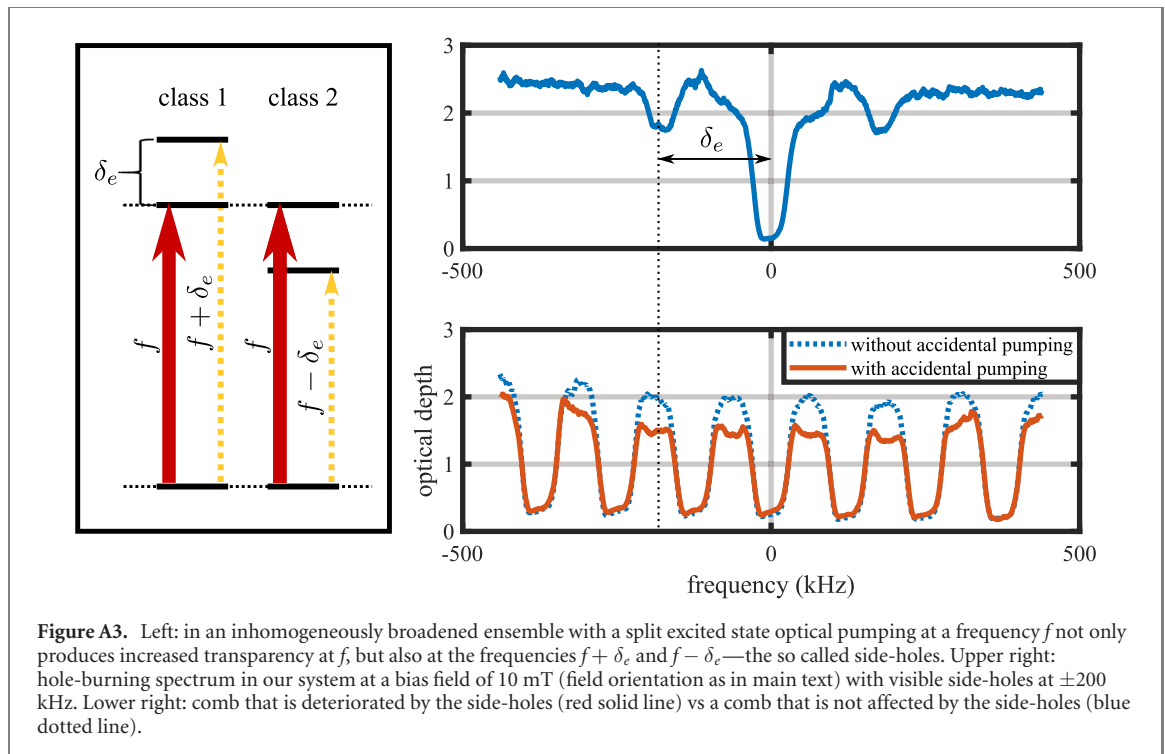 class 1 class 2
δe
f
f + δe
f
f − δe
3
2
1
0
δe
-500 0 500
3
2
1
0
optical depth
without accidental pumping
with accidental pumping
-500 0 500
frequency (kHz)
Figure A3. Left: in an inhomogeneously broadened ensemble with a split excited state optical pumping at a frequency f not only
produces increased transparency at f, but also at the frequencies f + δe and f − δe—the so called side-holes. Upper right:
hole-burning spectrum in our system at a bias field of 10 mT (field orientation as in main text) with visible side-holes at ±200
kHz. Lower right: comb that is deteriorated by the side-holes (red solid line) vs a comb that is not affected by the side-holes (blue
dotted line).